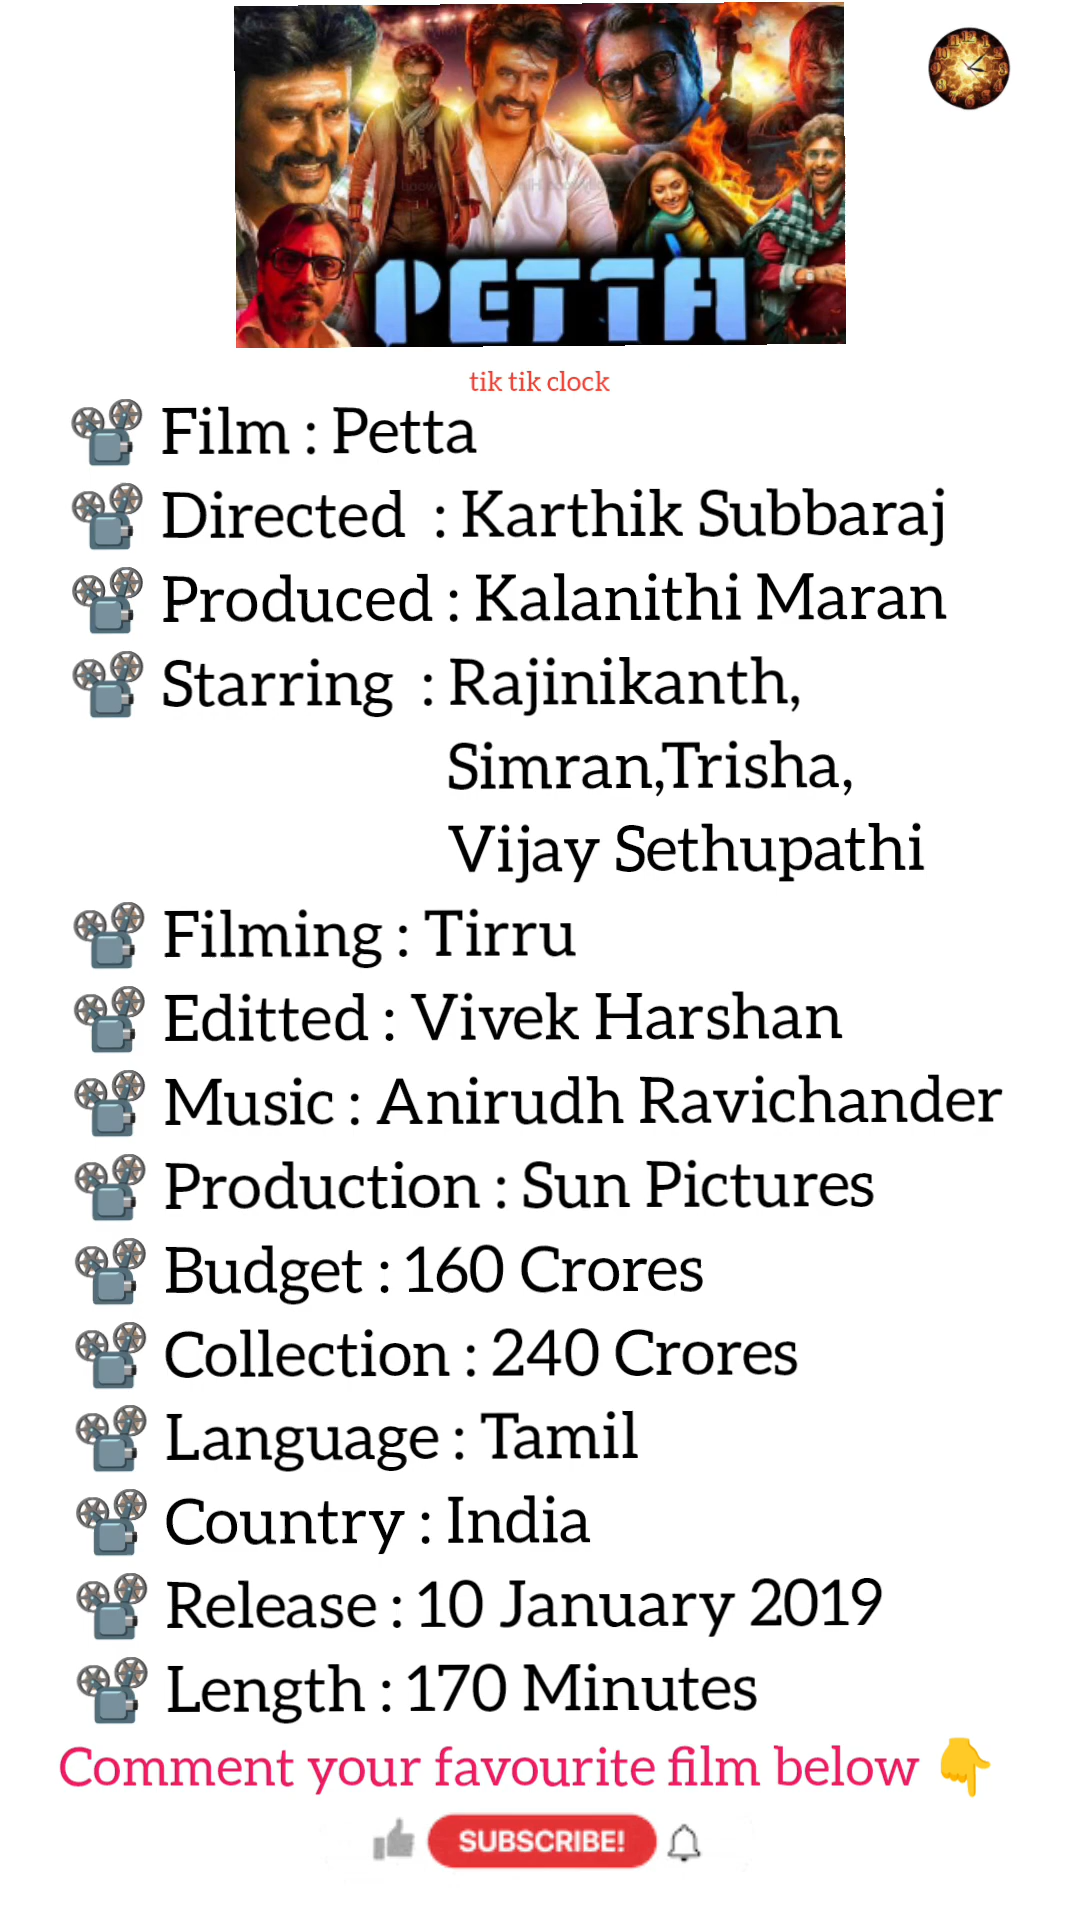 PETTA
tik tik clock
Film : Petta
Directed : Karthik Subbaraj
Produced : Kalanithi Maran
Starring : Rajinikanth,
Simran,Trisha,
Vijay Sethupathi
Filming : Tirru
Editted : Vivek Harshan
Music : Anirudh Ravichander
Production : Sun Pictures
Budget : 160 Crores
Collection : 240 Crores
Language : Tamil
Country : India
Release : 10 January 2019
Length : 170 Minutes
Comment your favourite film below 👇
SUBSCRIBE!